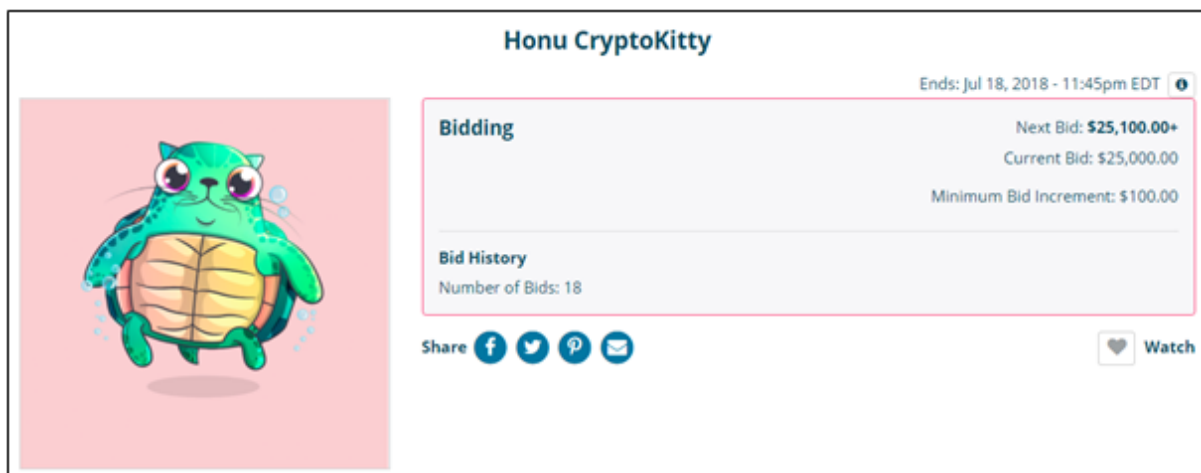 Honu CryptoKitty
Ends: Jul 18, 2018 - 11:45pm EDT
Bidding
Next Bid: $25,100.00+
Current Bid: $25,000.00
Minimum Bid Increment: $100.00
Bid History
Number of Bids: 18
Share
Watch